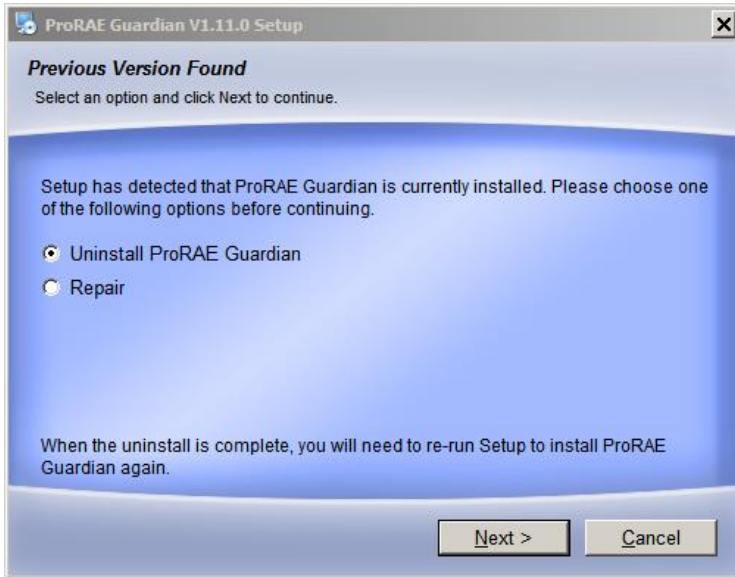 ProRAE Guardian V1.11.0 Setup
Previous Version Found
Select an option and click Next to continue.
Setup has detected that ProRAE Guardian is currently installed. Please choose one
of the following options before continuing.
Uninstall ProRAE Guardian
Repair
When the uninstall is complete, you will need to re-run Setup to install ProRAE
Guardian again.
Next >
Cancel